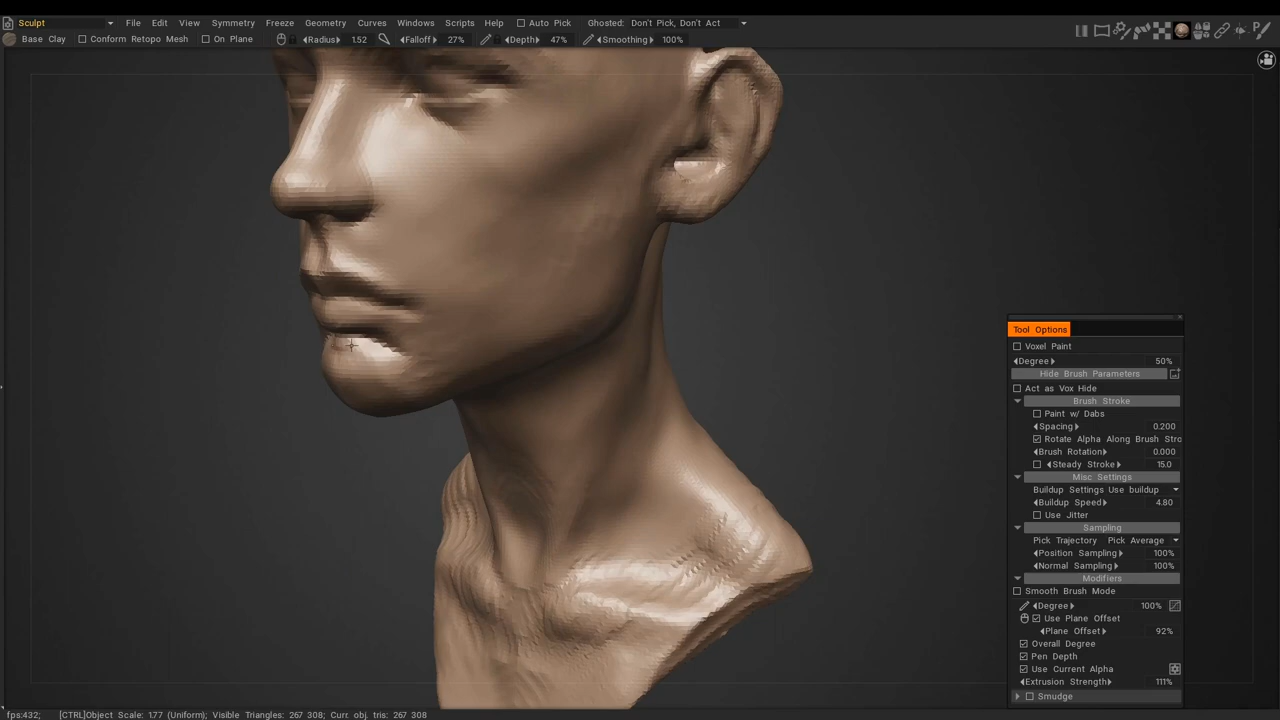 Sculpt File Edit View Symmetry Freeze Geometry Curves Windows Scripts Help Auto Pick Ghosted: Don't Pick, Don't Act
Base Clay Conform Retopo Mesh On Plane Radius 1.52 Falloff 27% Depth 47% Smoothing 100%
Tool Options
Voxel Paint
Degree 50%
Hide Brush Parameters
Act as Vox Hide
Brush Stroke
Paint w/ Dabs
Spacing 0.200
Rotate Alpha Along Brush Stro
Brush Rotation 0.000
Steady Stroke 15.0
Misc Settings
Buildup Settings Use buildup
Buildup Speed 4.80
Use Jitter
Sampling
Pick Trajectory Pick Average
Position Sampling 100%
Normal Sampling 100%
Modifiers
Smooth Brush Mode
Degree 100%
Use Plane Offset
Plane Offset 92%
Overall Degree
Pen Depth
Use Current Alpha
Extrusion Strength 111%
Smudge
fps:432; [CTRL]Object Scale: 1.77 (Uniform); Visible Triangles: 267 308; Curr. obj. tris: 267 308